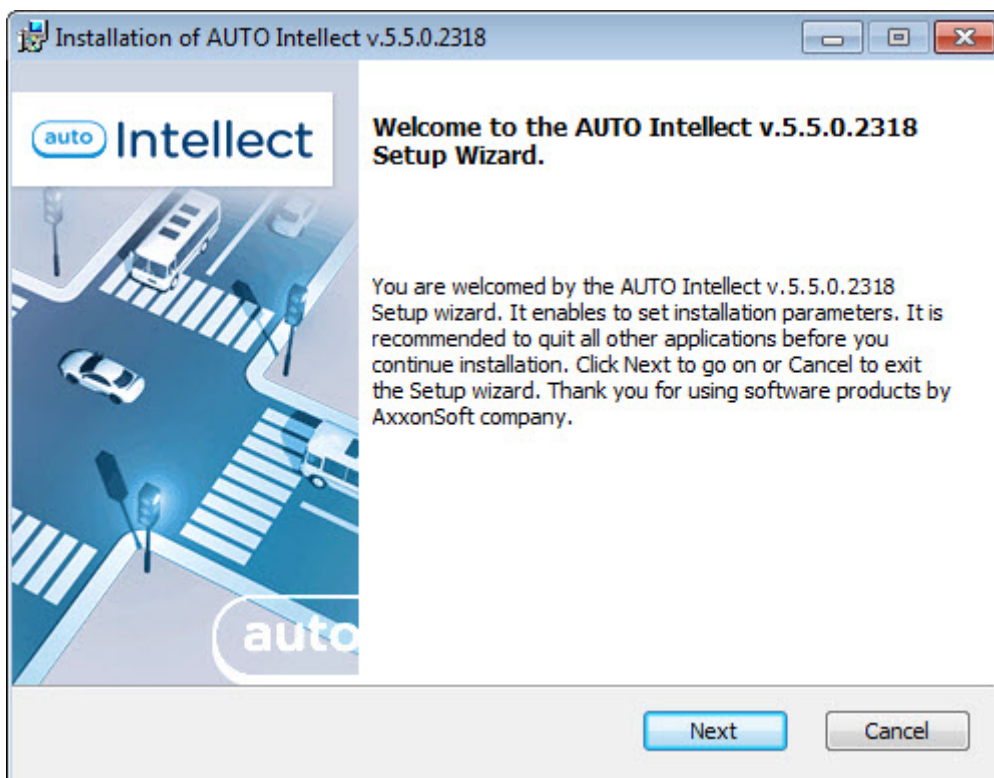 Installation of AUTO Intellect v.5.5.0.2318
auto Intellect
Welcome to the AUTO Intellect v.5.5.0.2318
Setup Wizard.
You are welcomed by the AUTO Intellect v.5.5.0.2318
Setup wizard. It enables to set installation parameters. It is
recommended to quit all other applications before you
continue installation. Click Next to go on or Cancel to exit
the Setup wizard. Thank you for using software products by
AxxonSoft company.
auto
Next
Cancel